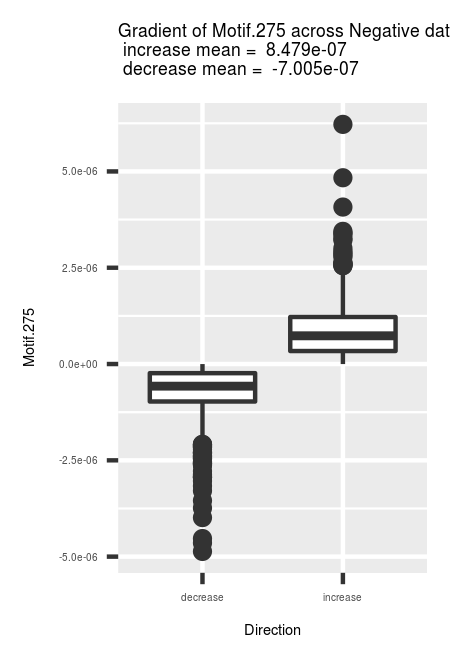 Gradient of Motif.275 across Negative dat
increase mean =  8.479e-07
decrease mean =  -7.005e-07
5.0e-06
2.5e-06
0.0e+00
-2.5e-06
-5.0e-06
Motif.275
decrease increase
Direction